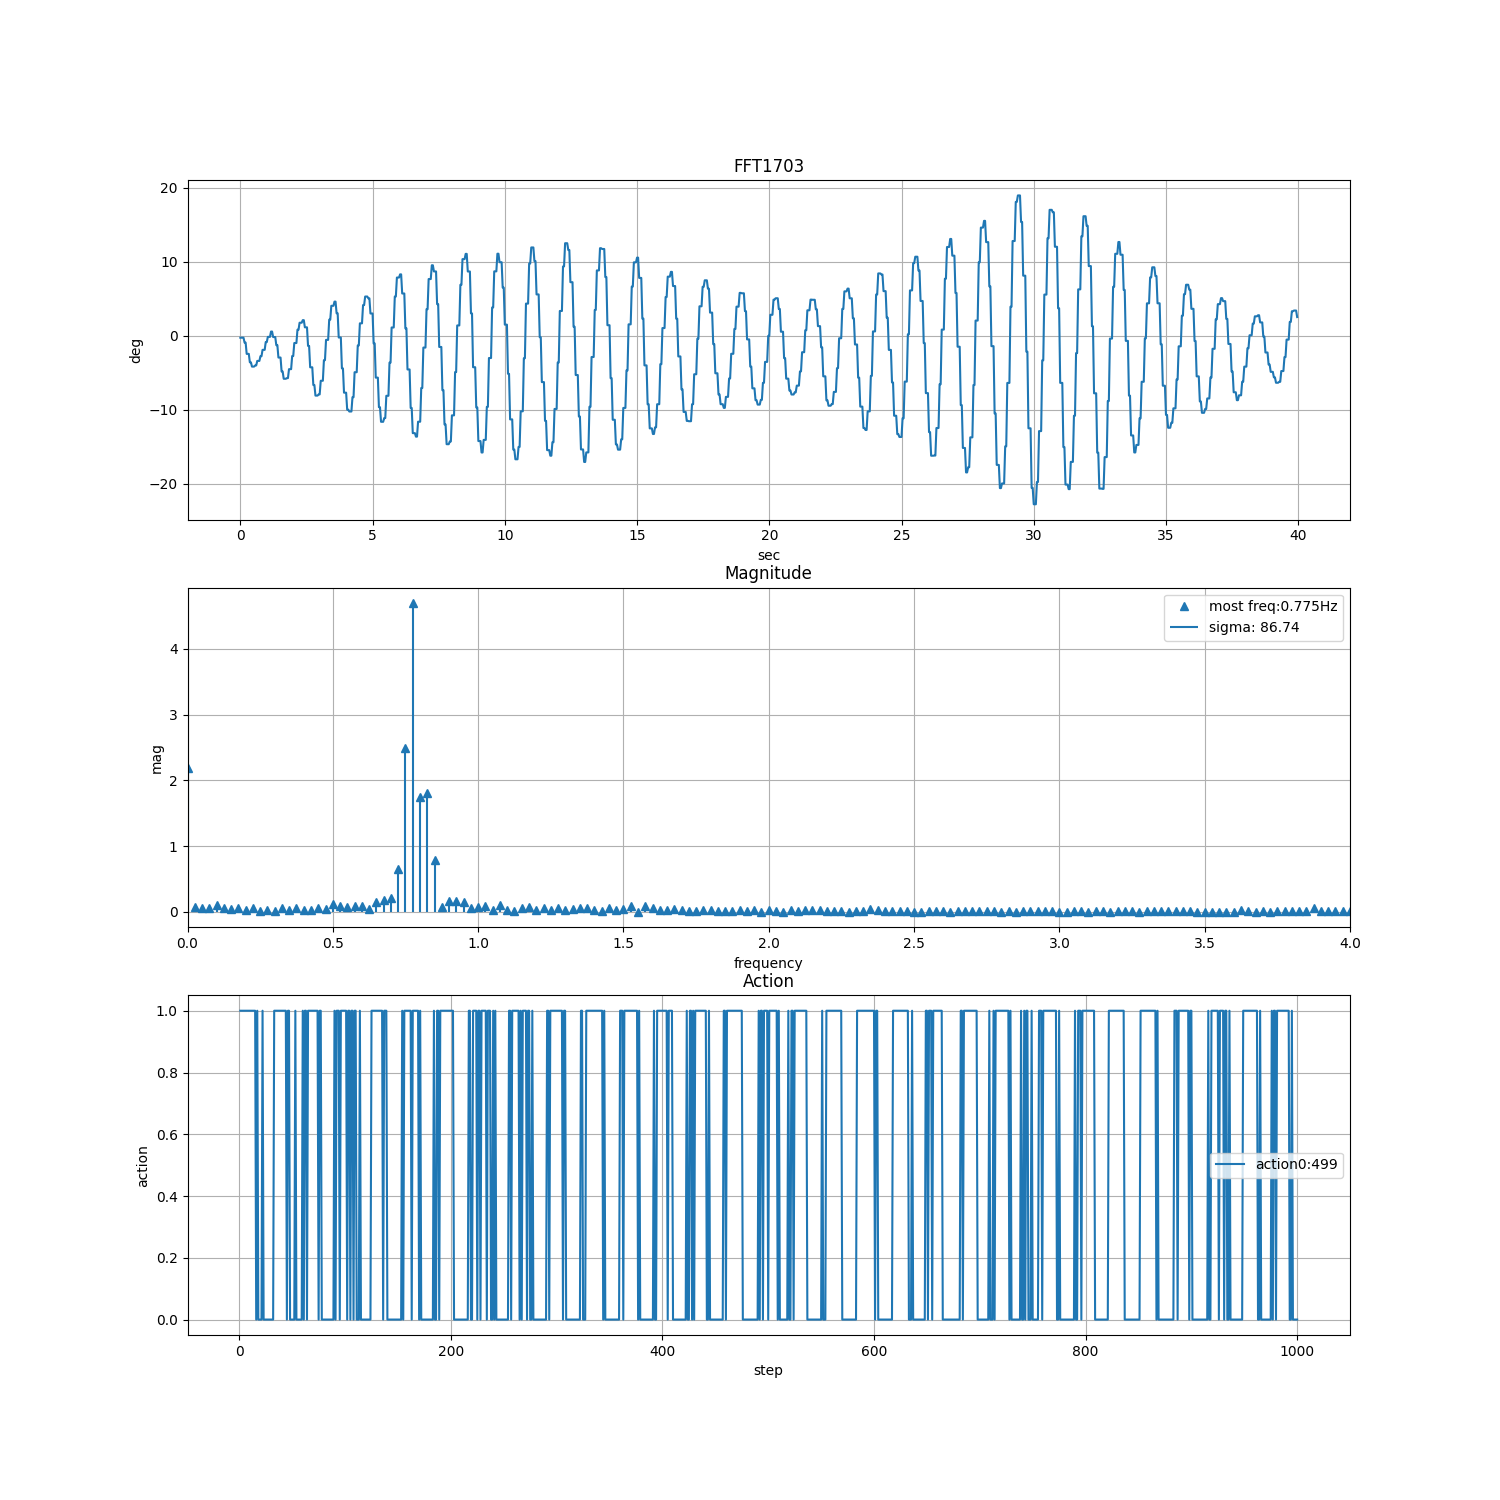 FFT1703
20
10
0
−10
−20
deg
0 5 10 15 20 25 30 35 40
sec
Magnitude
most freq:0.775Hz
sigma: 86.74
4
3
2
1
0
mag
0.0 0.5 1.0 1.5 2.0 2.5 3.0 3.5 4.0
frequency
Action
1.0
0.8
0.6
0.4
0.2
0.0
action
action0:499
0 200 400 600 800 1000
step